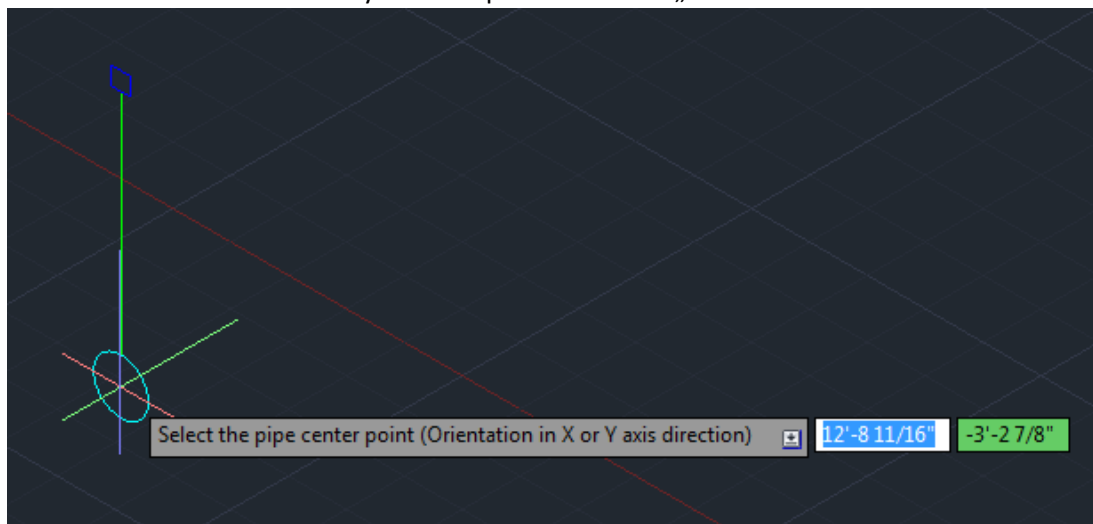 Select the pipe center point (Orientation in X or Y axis direction) 12'-8 11/16" -3'-2 7/8"